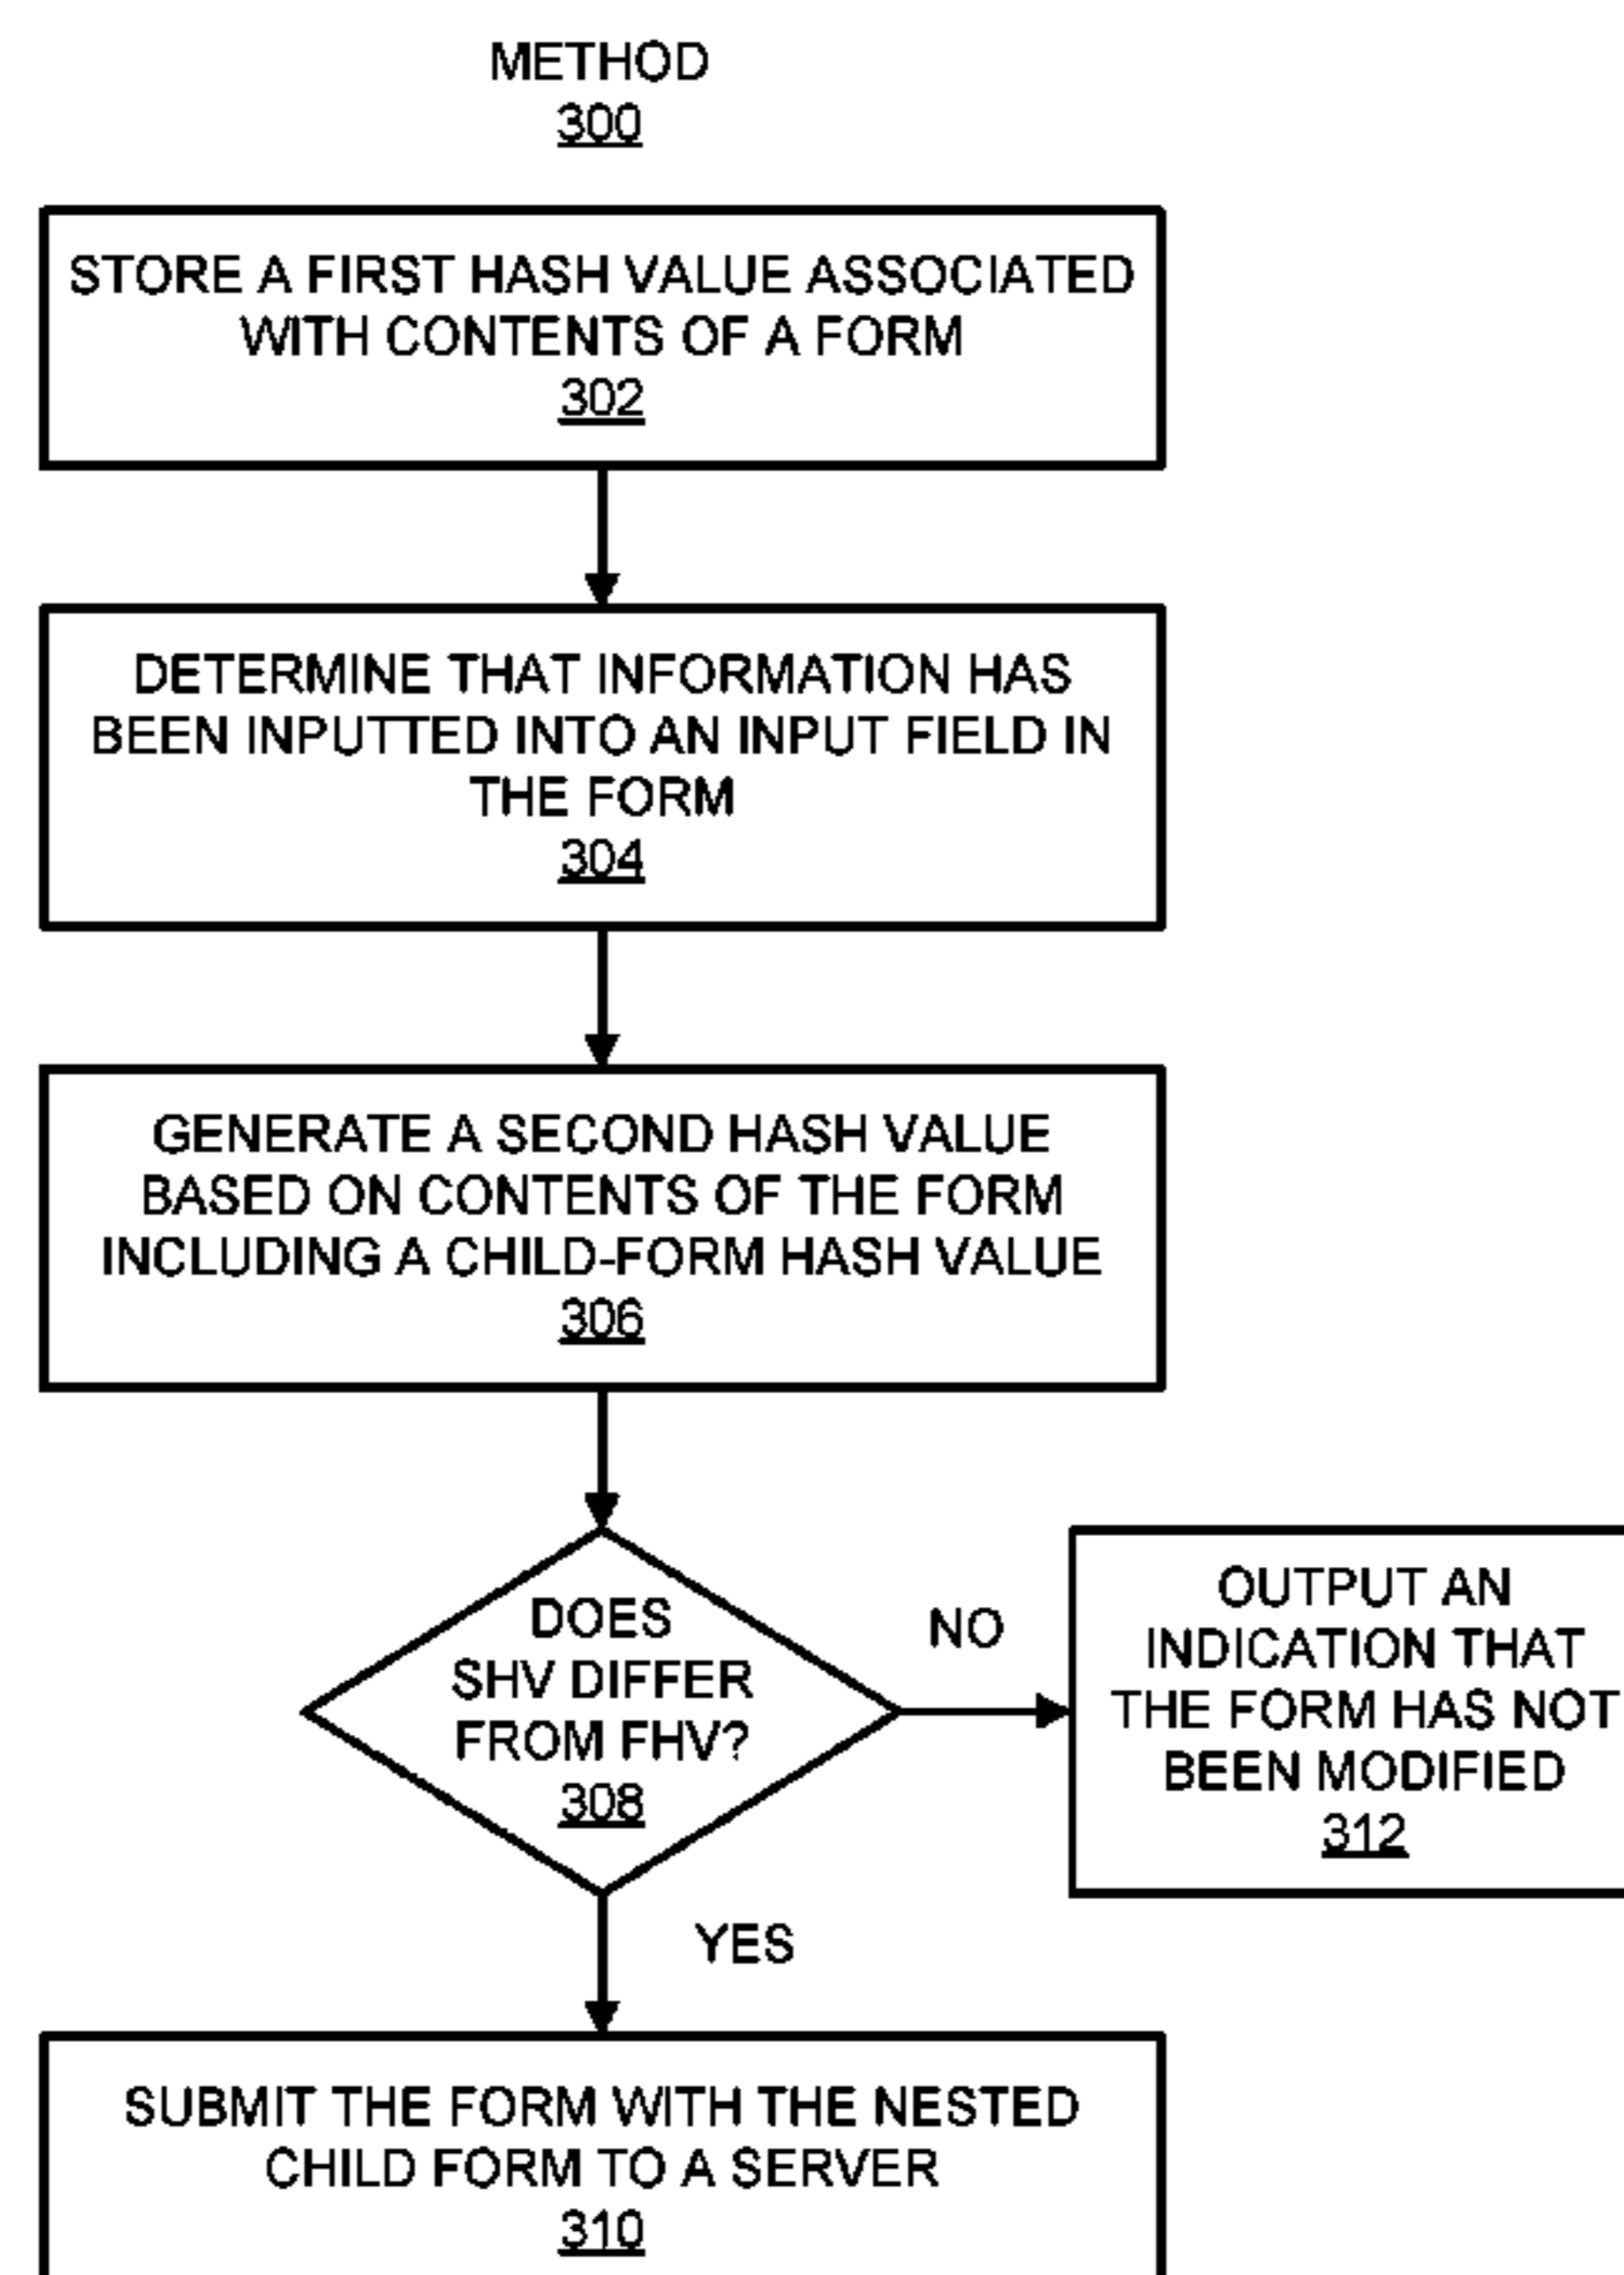 METHOD
300
STORE A FIRST HASH VALUE ASSOCIATED
WITH CONTENTS OF A FORM
302
DETERMINE THAT INFORMATION HAS
BEEN INPUTTED INTO AN INPUT FIELD IN
THE FORM
304
GENERATE A SECOND HASH VALUE
BASED ON CONTENTS OF THE FORM
INCLUDING A CHILD-FORM HASH VALUE
306
DOES
SHV DIFFER
FROM FHV?
308
NO
OUTPUT AN
INDICATION THAT
THE FORM HAS NOT
BEEN MODIFIED
312
YES
SUBMIT THE FORM WITH THE NESTED
CHILD FORM TO A SERVER
310